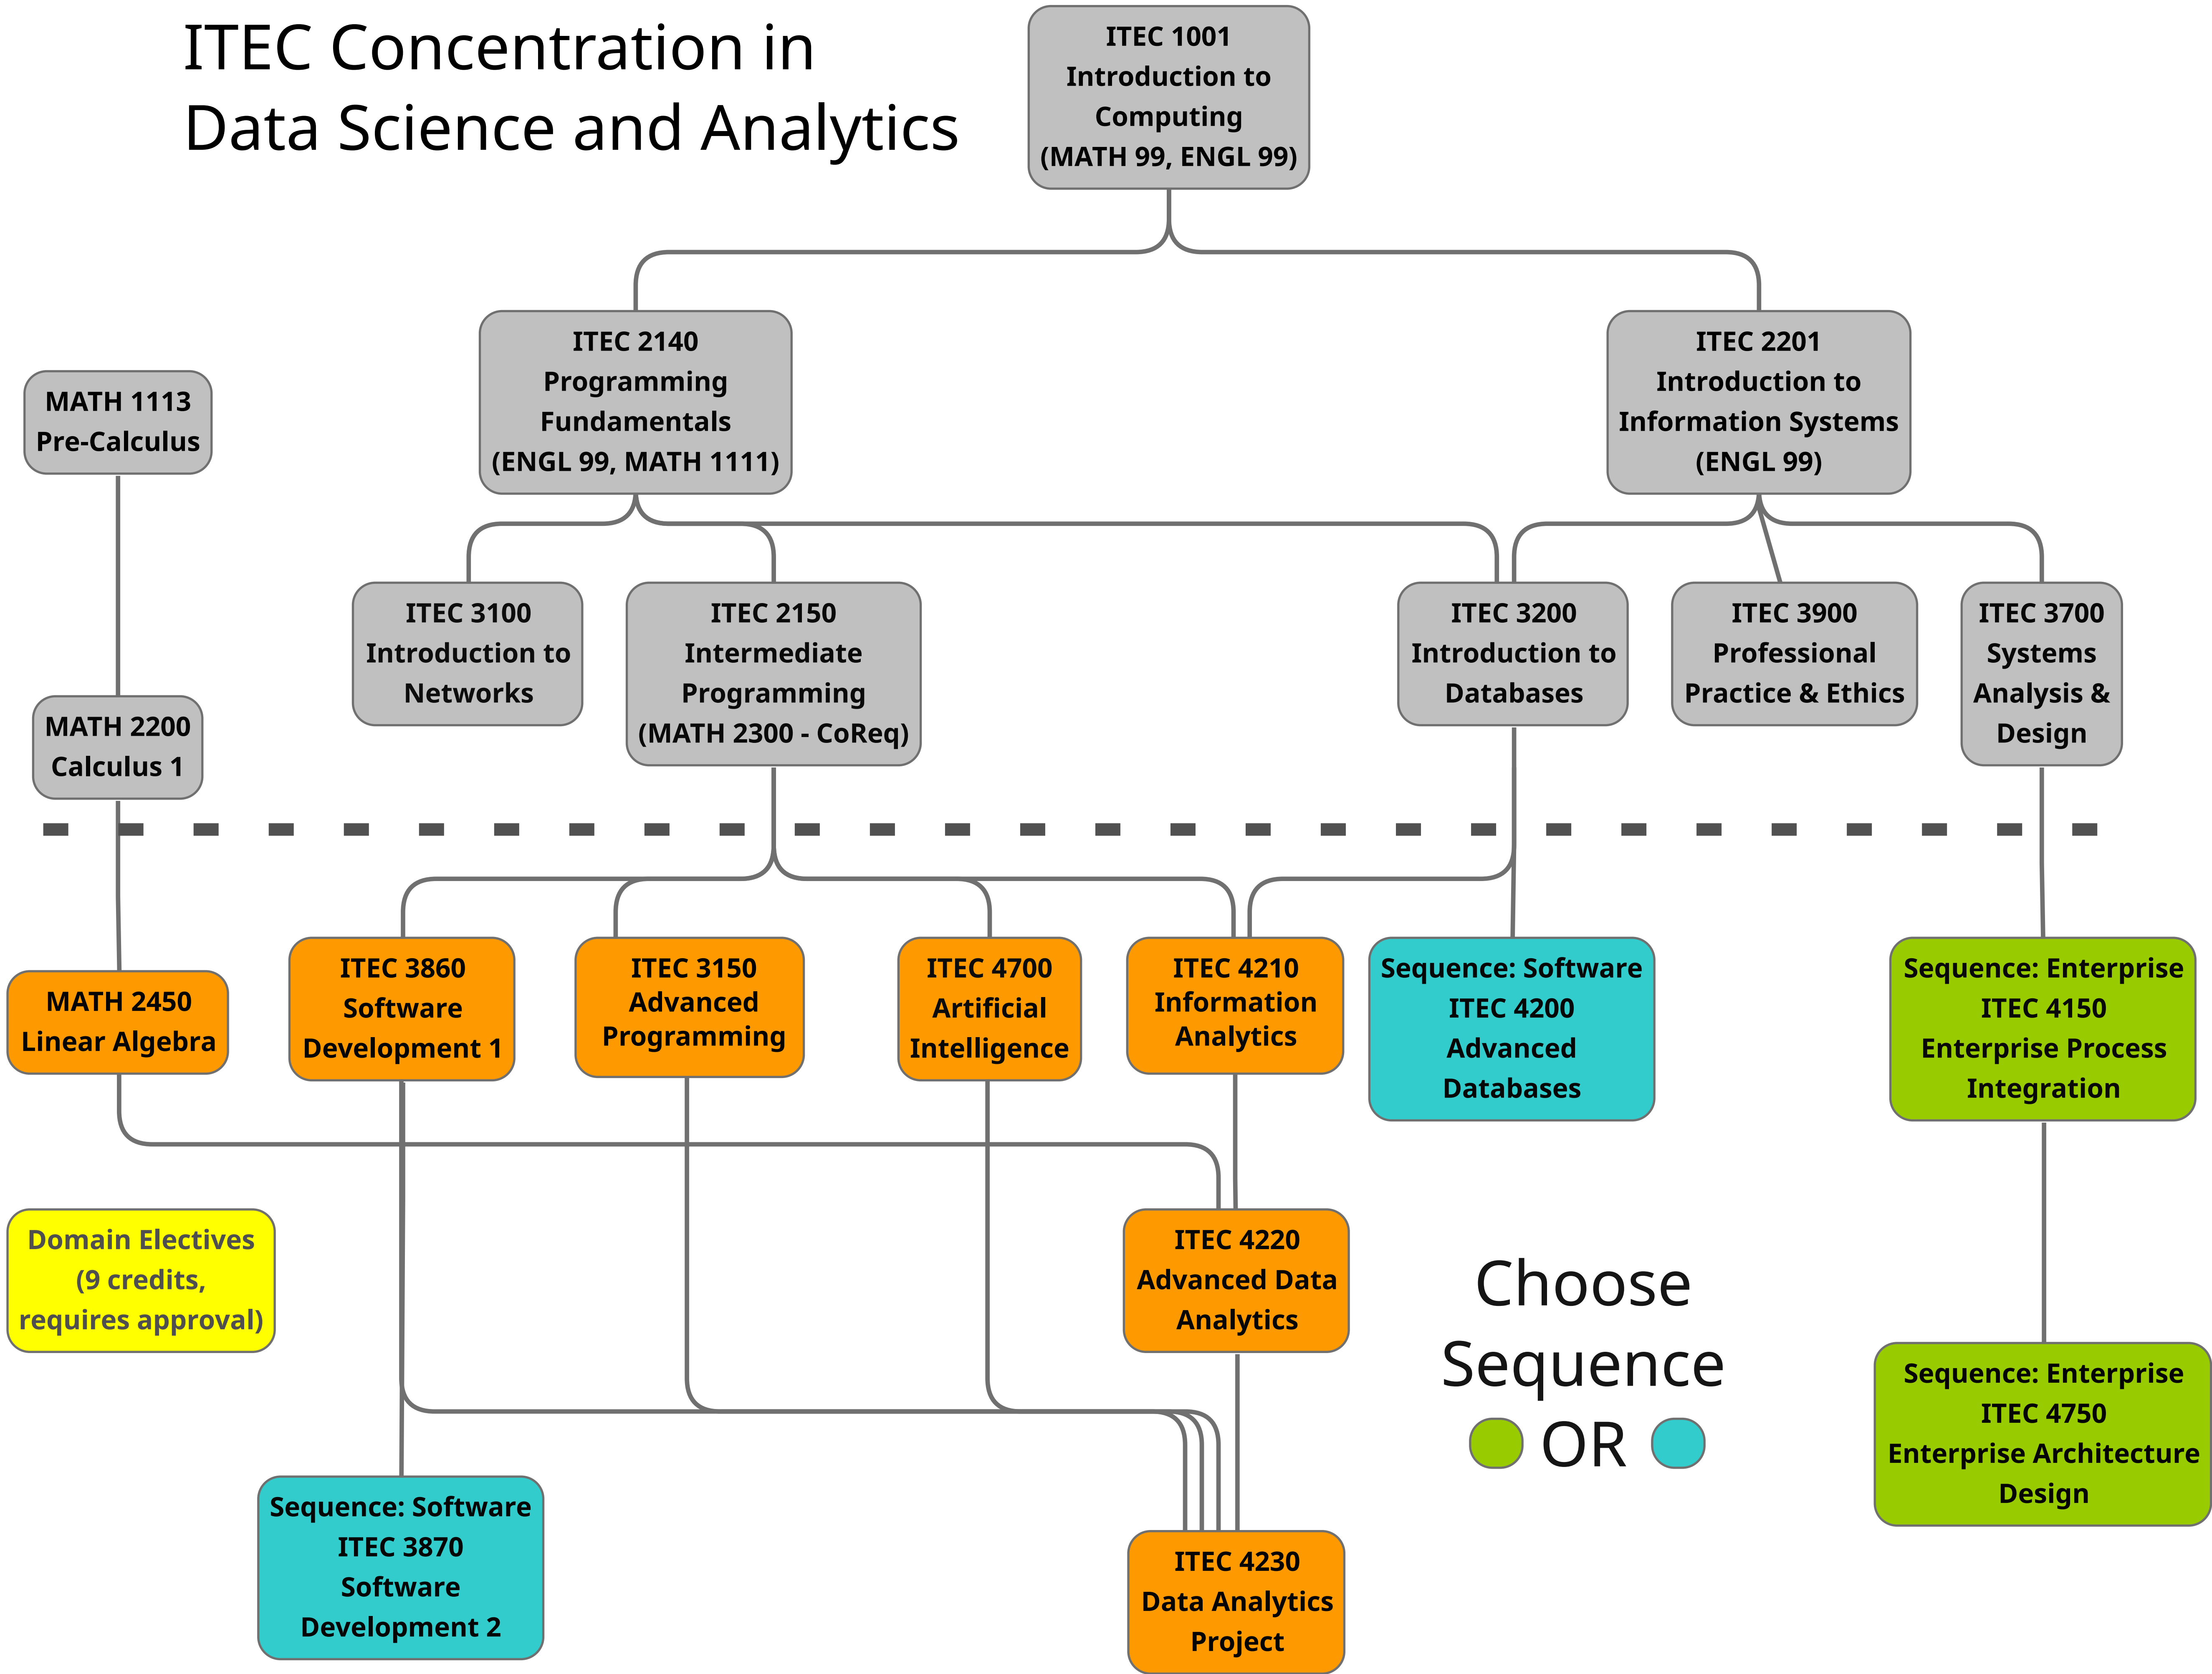 ITEC Concentration in
Data Science and Analytics
ITEC 1001
Introduction to
Computing
(MATH 99, ENGL 99)
ITEC 2140
Programming
Fundamentals
(ENGL 99, MATH 1111)
ITEC 2201
Introduction to
Information Systems
(ENGL 99)
MATH 1113
Pre-Calculus
ITEC 3100
Introduction to
Networks
ITEC 2150
Intermediate
Programming
(MATH 2300 - CoReq)
ITEC 3200
Introduction to
Databases
ITEC 3900
Professional
Practice & Ethics
ITEC 3700
Systems
Analysis &
Design
MATH 2200
Calculus 1
MATH 2450
Linear Algebra
ITEC 3860
Software
Development 1
ITEC 3150
Advanced
Programming
ITEC 4700
Artificial
Intelligence
ITEC 4210
Information
Analytics
Sequence: Software
ITEC 4200
Advanced
Databases
Sequence: Enterprise
ITEC 4150
Enterprise Process
Integration
Domain Electives
(9 credits,
requires approval)
ITEC 4220
Advanced Data
Analytics
Choose
Sequence
OR
Sequence: Enterprise
ITEC 4750
Enterprise Architecture
Design
Sequence: Software
ITEC 3870
Software
Development 2
ITEC 4230
Data Analytics
Project